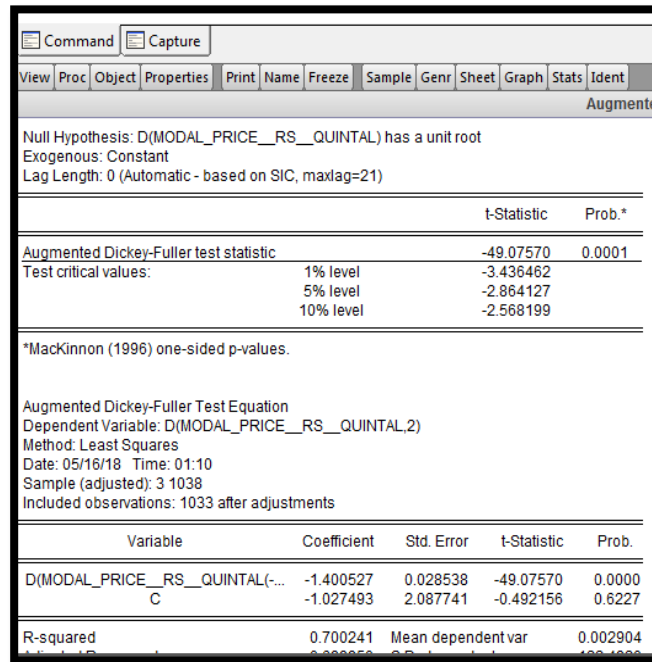 Command Capture
View Proc Object Properties Print Name Freeze Sample Genr Sheet Graph Stats Ident
Augmente
Null Hypothesis: D(MODAL_PRICE__RS__QUINTAL) has a unit root
Exogenous: Constant
Lag Length: 0 (Automatic - based on SIC, maxlag=21)
t-Statistic Prob.*
Augmented Dickey-Fuller test statistic -49.07570 0.0001
Test critical values: 1% level -3.436462
5% level -2.864127
10% level -2.568199
*MacKinnon (1996) one-sided p-values.
Augmented Dickey-Fuller Test Equation
Dependent Variable: D(MODAL_PRICE__RS__QUINTAL,2)
Method: Least Squares
Date: 05/16/18 Time: 01:10
Sample (adjusted): 3 1038
Included observations: 1033 after adjustments
Variable Coefficient Std. Error t-Statistic Prob.
D(MODAL_PRICE__RS__QUINTAL(-... -1.400527 0.028538 -49.07570 0.0000
C -1.027493 2.087741 -0.492156 0.6227
R-squared 0.700241 Mean dependent var 0.002904